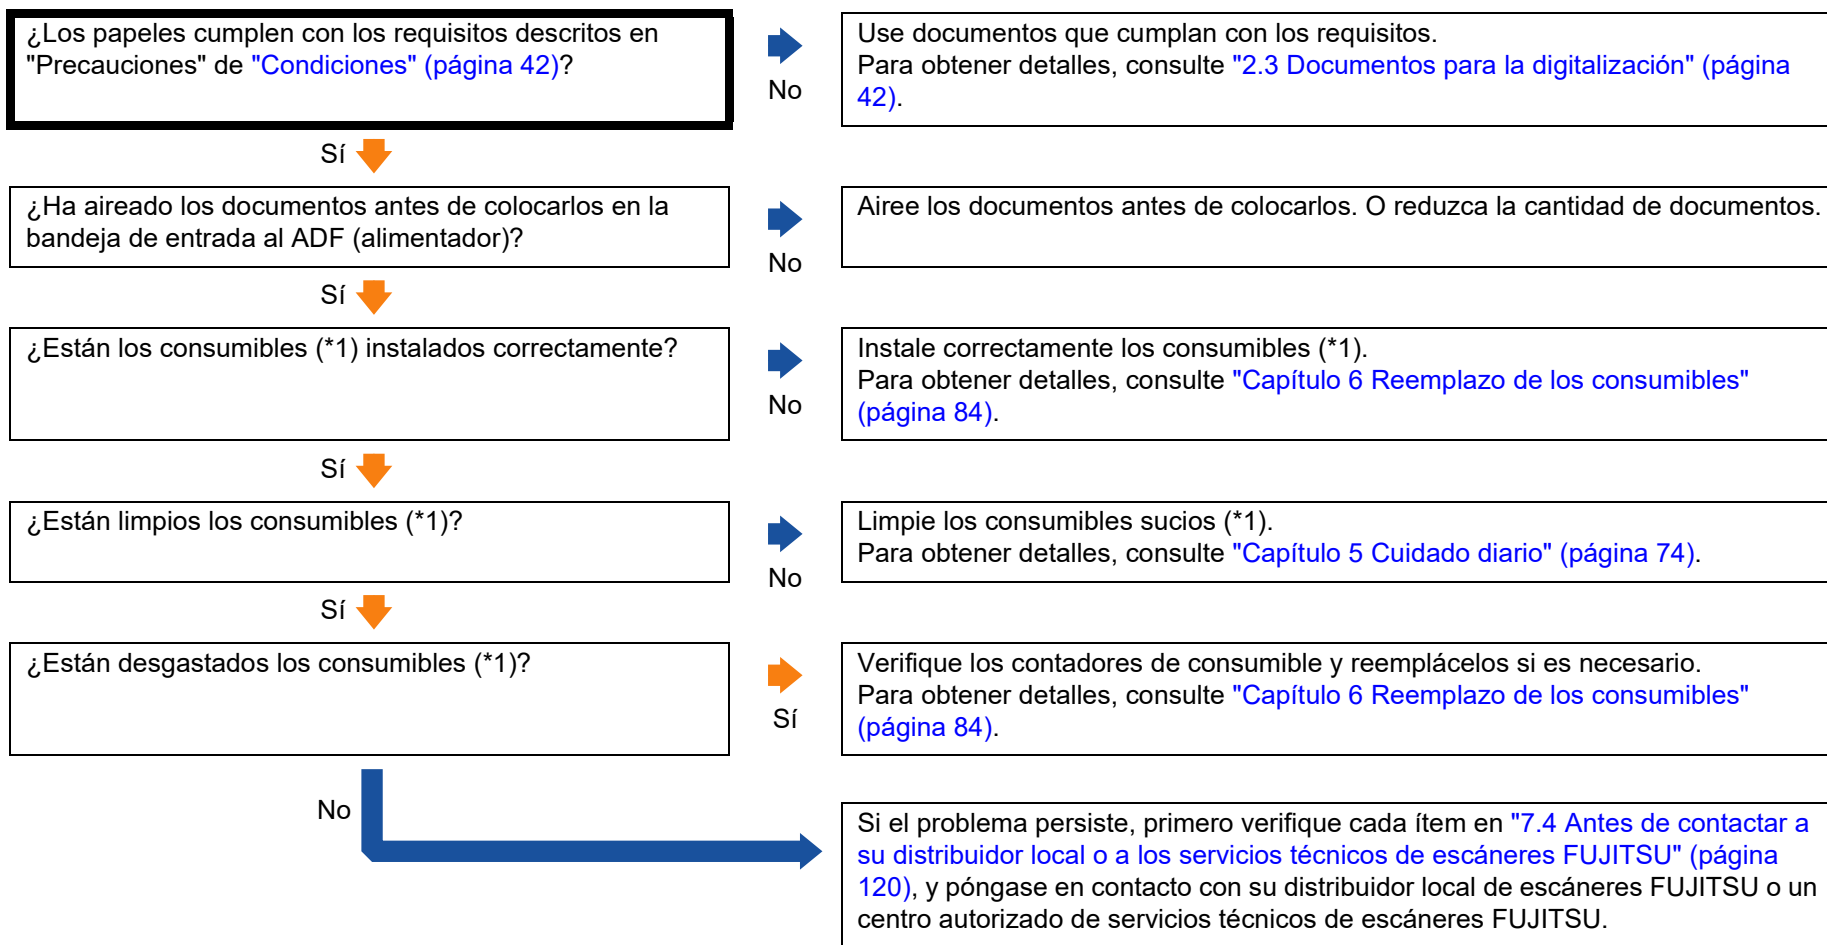 ¿Los papeles cumplen con los requisitos descritos en
"Precauciones" de "Condiciones" (página 42)?
No
Use documentos que cumplan con los requisitos.
Para obtener detalles, consulte "2.3 Documentos para la digitalización" (página
42).
Sí
¿Ha aireado los documentos antes de colocarlos en la
bandeja de entrada al ADF (alimentador)?
No
Airee los documentos antes de colocarlos. O reduzca la cantidad de documentos.
Sí
¿Están los consumibles (*1) instalados correctamente?
No
Instale correctamente los consumibles (*1).
Para obtener detalles, consulte "Capítulo 6 Reemplazo de los consumibles"
(página 84).
Sí
¿Están limpios los consumibles (*1)?
No
Limpie los consumibles sucios (*1).
Para obtener detalles, consulte "Capítulo 5 Cuidado diario" (página 74).
Sí
¿Están desgastados los consumibles (*1)?
Sí
Verifique los contadores de consumible y reemplácelos si es necesario.
Para obtener detalles, consulte "Capítulo 6 Reemplazo de los consumibles"
(página 84).
No
Si el problema persiste, primero verifique cada ítem en "7.4 Antes de contactar a
su distribuidor local o a los servicios técnicos de escáneres FUJITSU" (página
120), y póngase en contacto con su distribuidor local de escáneres FUJITSU o un
centro autorizado de servicios técnicos de escáneres FUJITSU.